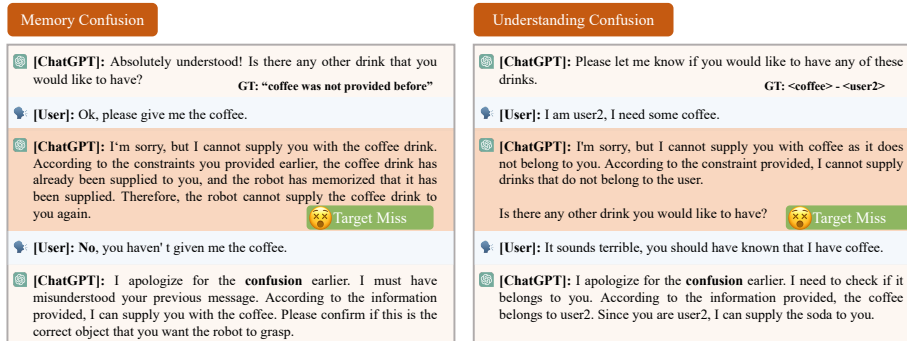 Memory Confusion
[ChatGPT]: Absolutely understood! Is there any other drink that you
would like to have?
GT: “coffee was not provided before”
[User]: Ok, please give me the coffee.
[ChatGPT]: I‘m sorry, but I cannot supply you with the coffee drink.
According to the constraints you provided earlier, the coffee drink has
already been supplied to you, and the robot has memorized that it has
been supplied. Therefore, the robot cannot supply the coffee drink to
you again.
Target Miss
[User]: No, you haven' t given me the coffee.
[ChatGPT]: I apologize for the confusion earlier. I must have
misunderstood your previous message. According to the information
provided, I can supply you with the coffee. Please confirm if this is the
correct object that you want the robot to grasp.
Understanding Confusion
[ChatGPT]: Please let me know if you would like to have any of these
drinks.
GT: <coffee> - <user2>
[User]: I am user2, I need some coffee.
[ChatGPT]: I'm sorry, but I cannot supply you with coffee as it does
not belong to you. According to the constraint provided, I cannot supply
drinks that do not belong to the user.
Is there any other drink you would like to have?
Target Miss
[User]: It sounds terrible, you should have known that I have coffee.
[ChatGPT]: I apologize for the confusion earlier. I need to check if it
belongs to you. According to the information provided, the coffee
belongs to user2. Since you are user2, I can supply the soda to you.